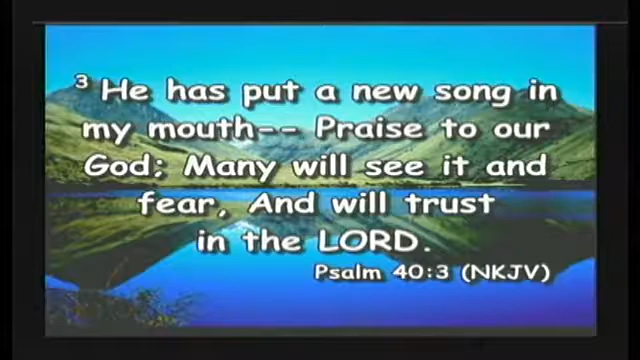 3 He has put a new song in
my mouth-- Praise to our
God; Many will see it and
fear, And will trust
in the LORD.
Psalm 40:3 (NKJV)